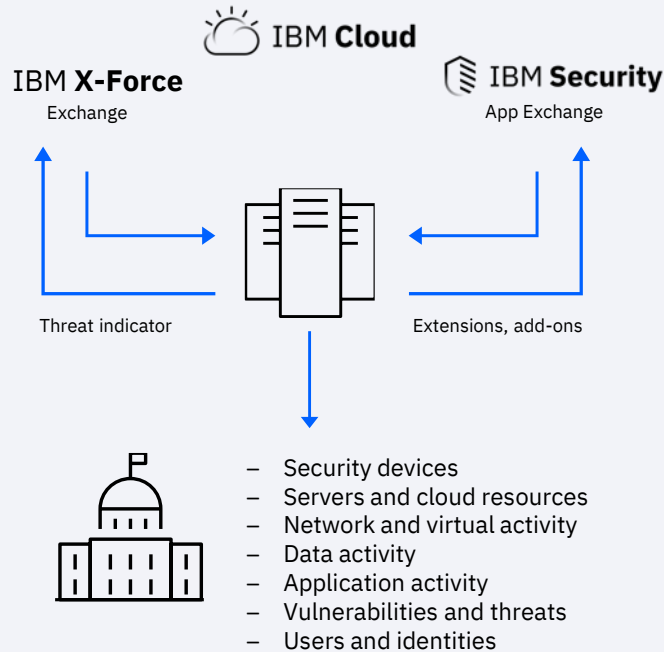 IBM Cloud
IBM X-Force
Exchange
IBM Security
App Exchange
Threat indicator
Extensions, add-ons
– Security devices
– Servers and cloud resources
– Network and virtual activity
– Data activity
– Application activity
– Vulnerabilities and threats
– Users and identities